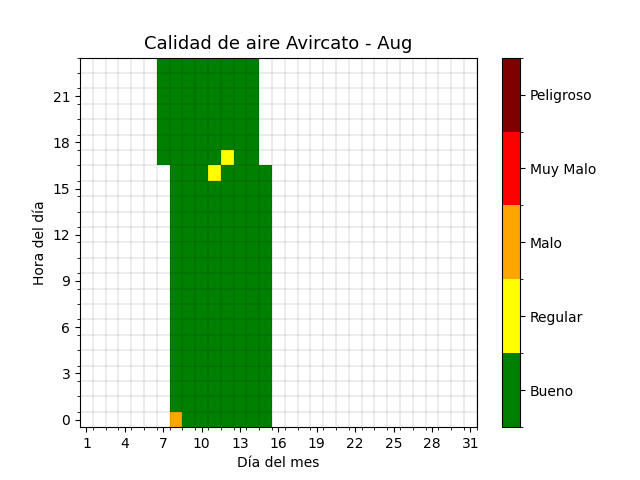 Calidad de aire Avircato - Aug
21
18
15
12
9
6
3
0
Hora del día
1 4 7 10 13 16 19 22 25 28 31
Día del mes
Peligroso
Muy Malo
Malo
Regular
Bueno